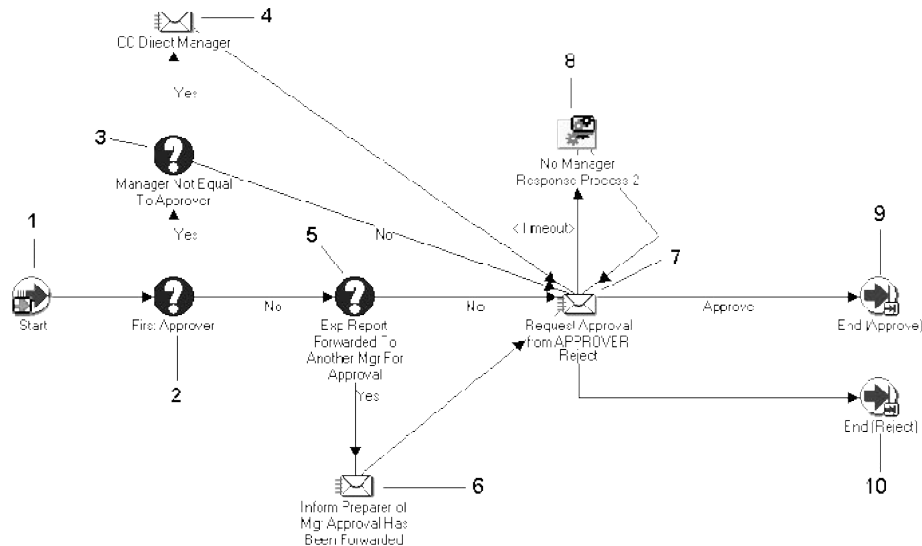 4
CC Direct Manager
Yes
3
Manager Not Equal
To Approver
Yes
8
No Manager
Response Process 2
<Timeout>
No
1
Start
First Approver
2
No
5
Exp Report
Forwarded To
Another Mgr For
Approval
No
Yes
7
Request Approval
from APPROVER
Reject
Approve
9
End (Approve)
End (Reject)
10
6
Inform Preparer of
Mgr Approval Has
Been Forwarded